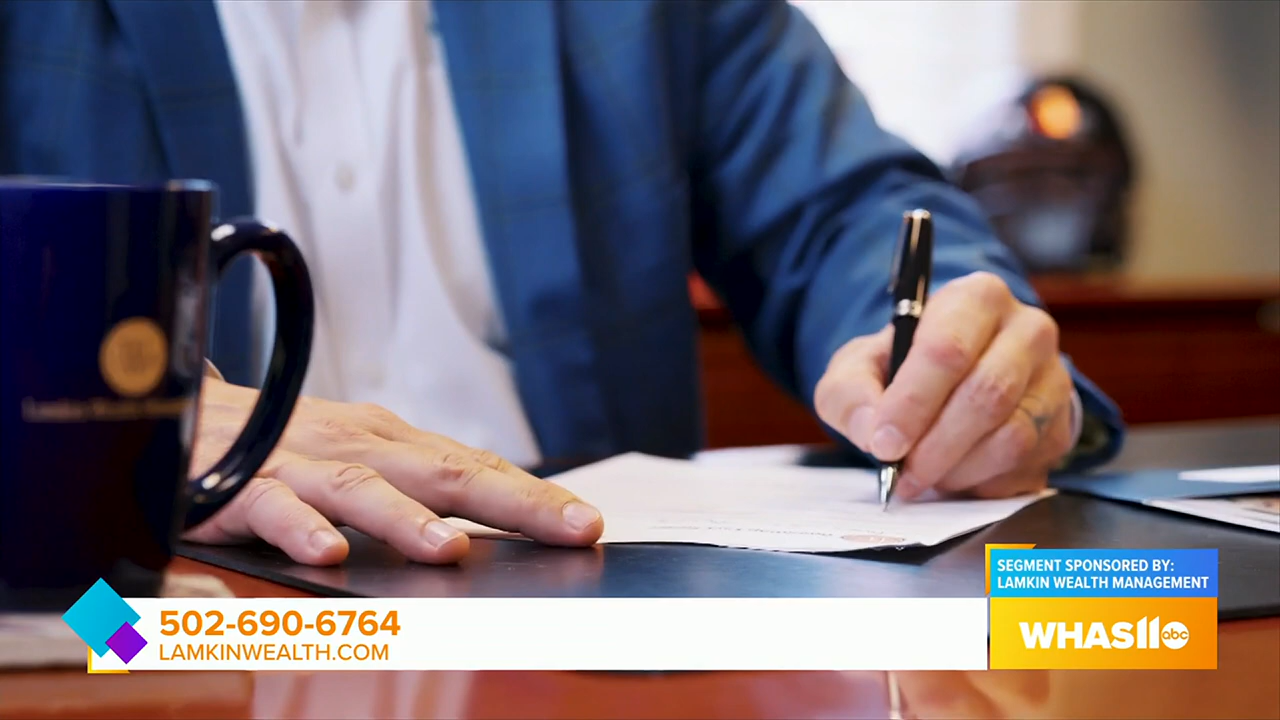 502-690-6764
LAMKINWEALTH.COM
SEGMENT SPONSORED BY:
LAMKIN WEALTH MANAGEMENT
WHAS11 abc